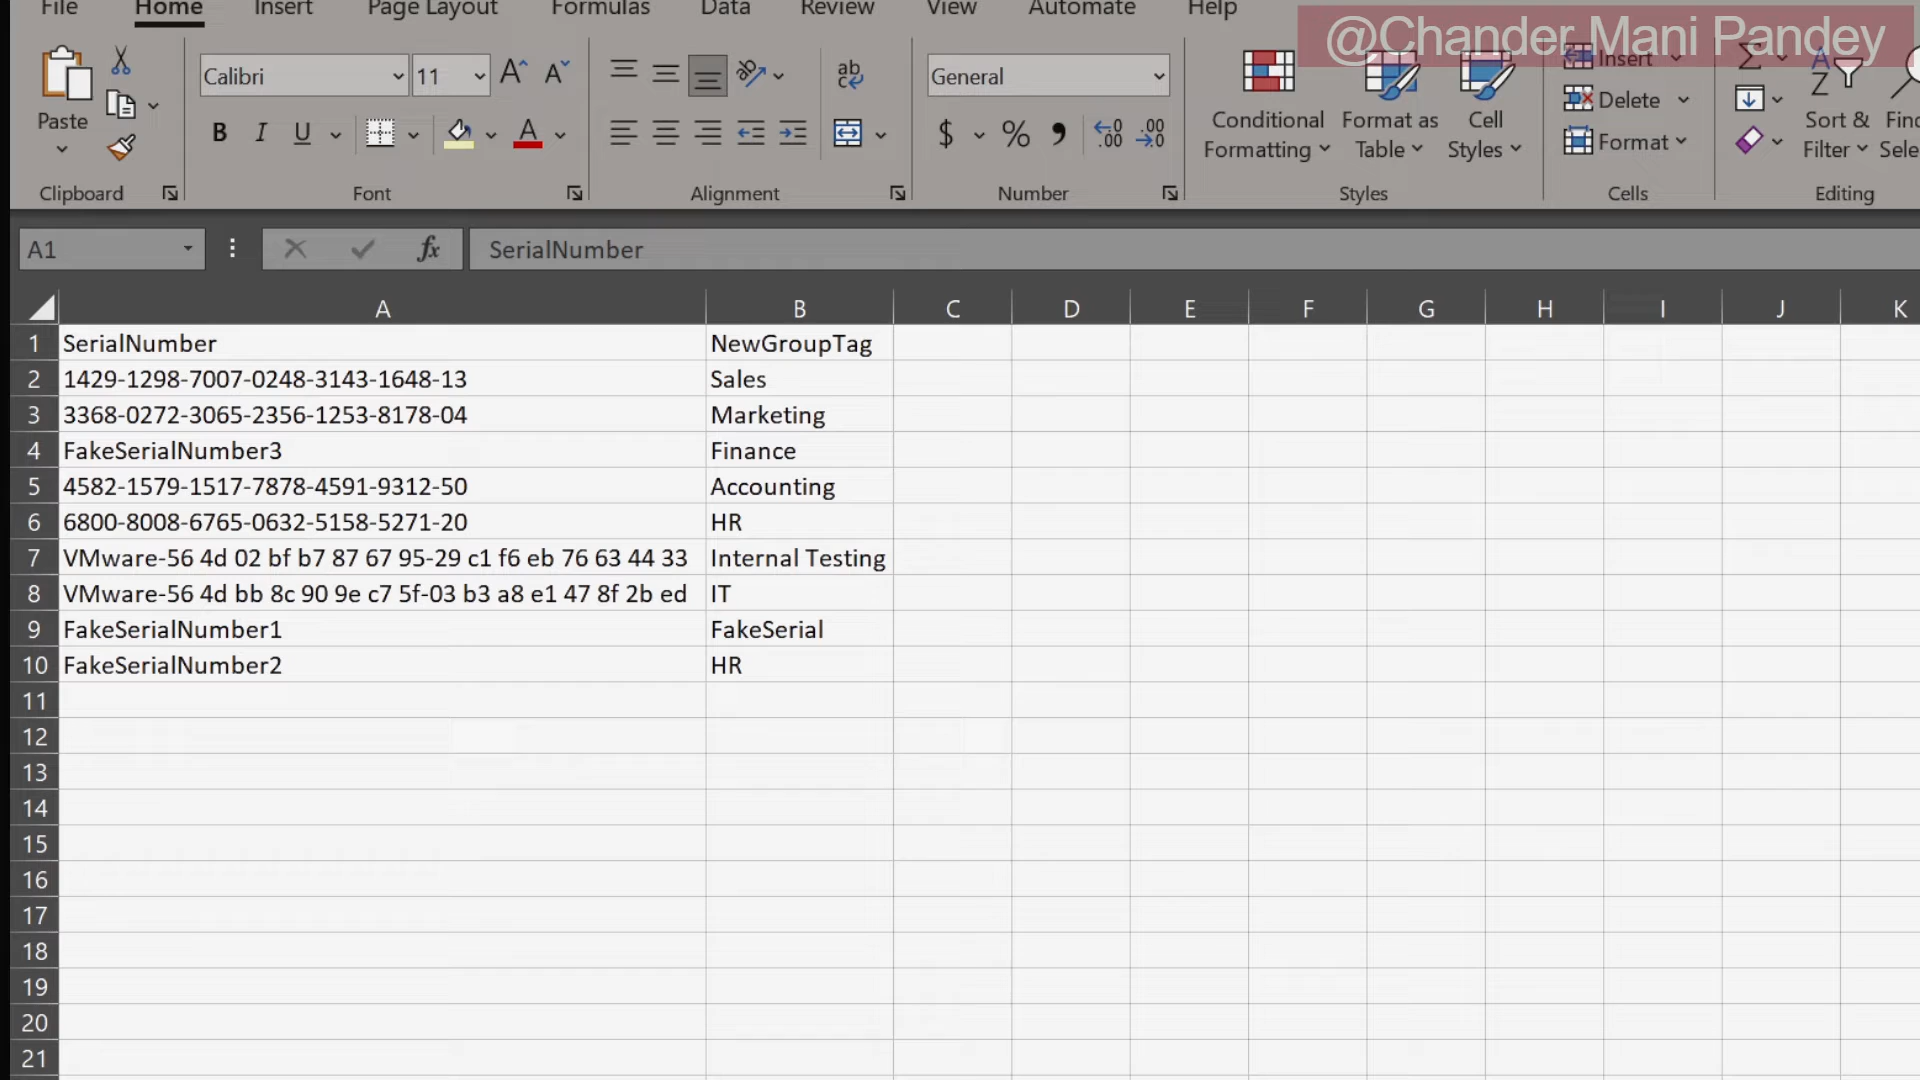 File Home Insert Page Layout Formulas Data Review View Automate Help
@Chander Mani Pandey
Calibri 11 General Insert
Paste Conditional Formatting Format as Table Cell Styles Delete Format Sort & Filter
Clipboard Font Alignment Number Styles Cells Editing
A1 fx SerialNumber
A B C D E F G H I J K
1 SerialNumber NewGroupTag
2 1429-1298-7007-0248-3143-1648-13 Sales
3 3368-0272-3065-2356-1253-8178-04 Marketing
4 FakeSerialNumber3 Finance
5 4582-1579-1517-7878-4591-9312-50 Accounting
6 6800-8008-6765-0632-5158-5271-20 HR
7 VMware-56 4d 02 bf b7 87 67 95-29 c1 f6 eb 76 63 44 33 Internal Testing
8 VMware-56 4d bb 8c 90 9e c7 5f-03 b3 a8 e1 47 8f 2b ed IT
9 FakeSerialNumber1 FakeSerial
10 FakeSerialNumber2 HR
11
12
13
14
15
16
17
18
19
20
21